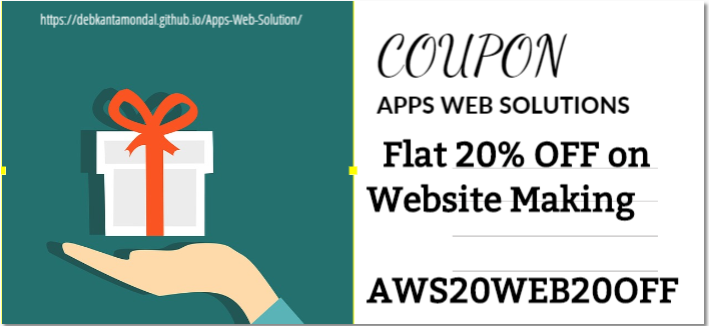 https://debkantamondal.github.io/Apps-Web-Solution/
COUPON
APPS WEB SOLUTIONS
Flat 20% OFF on
Website Making
AWS20WEB20OFF